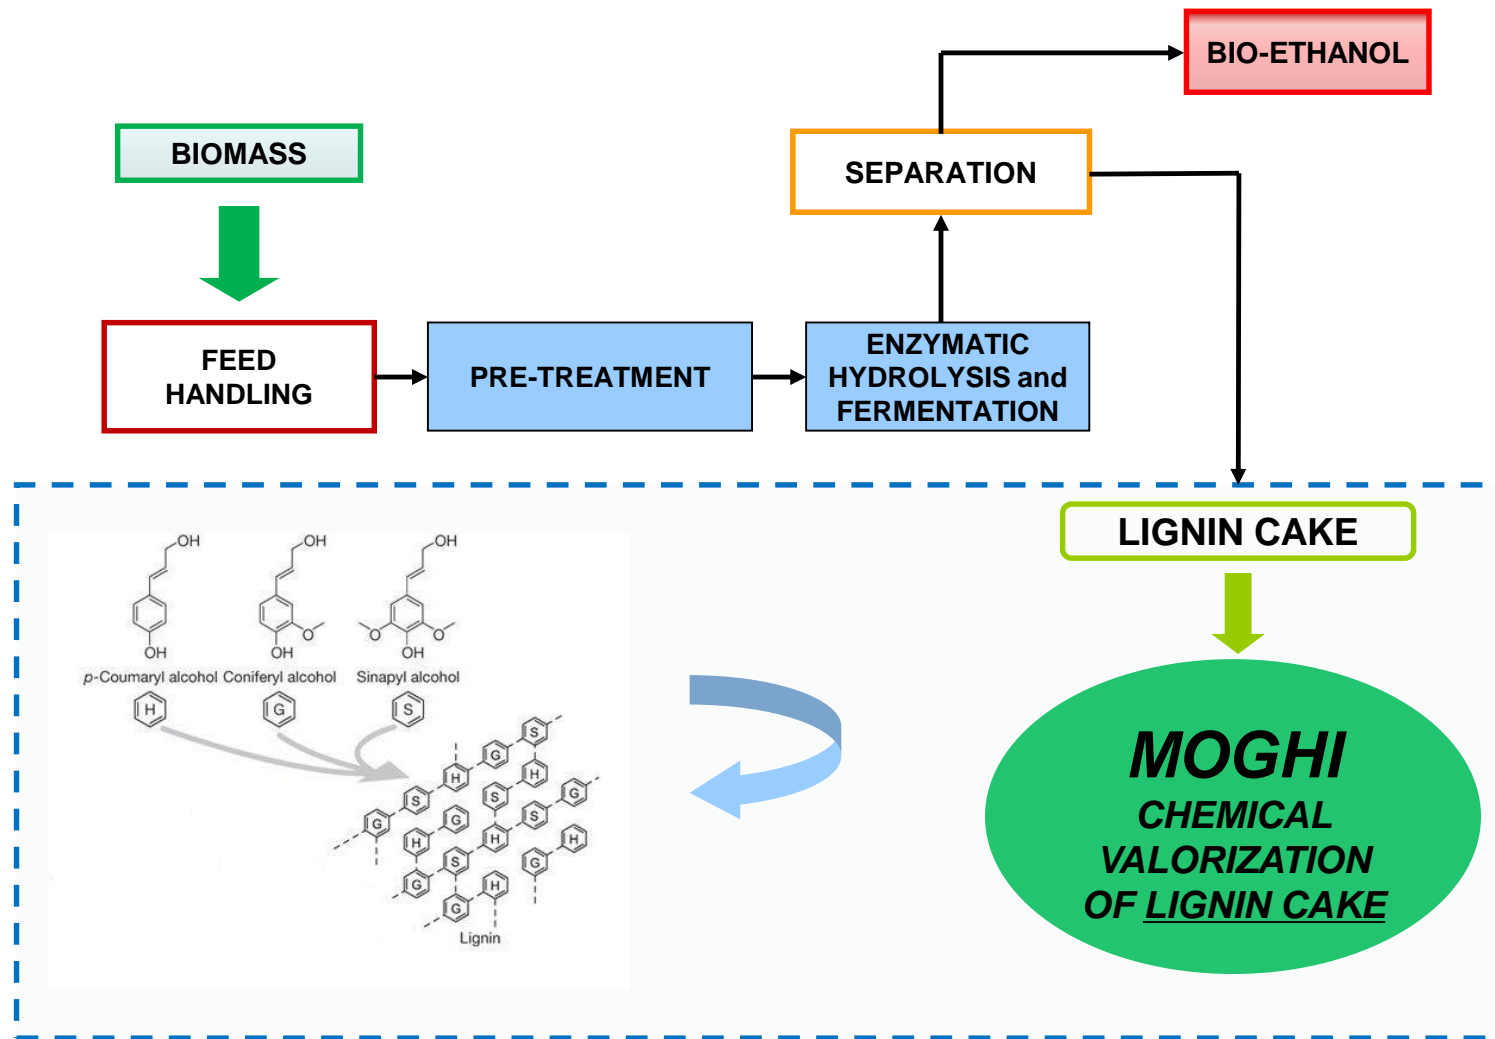 BIO-ETHANOL
BIOMASS
SEPARATION
FEED
HANDLING
PRE-TREATMENT
ENZYMATIC
HYDROLYSIS and
FERMENTATION
LIGNIN CAKE
OH
OH
OH
O
O
O
OH
OH
OH
p-Coumaryl alcohol
Coniferyl alcohol
Sinapyl alcohol
H
G
S
S
G
H
H
S
S
G
G
G
S
H
H
H
S
G
G
H
G
Lignin
MOGHI
CHEMICAL
VALORIZATION
OF LIGNIN CAKE